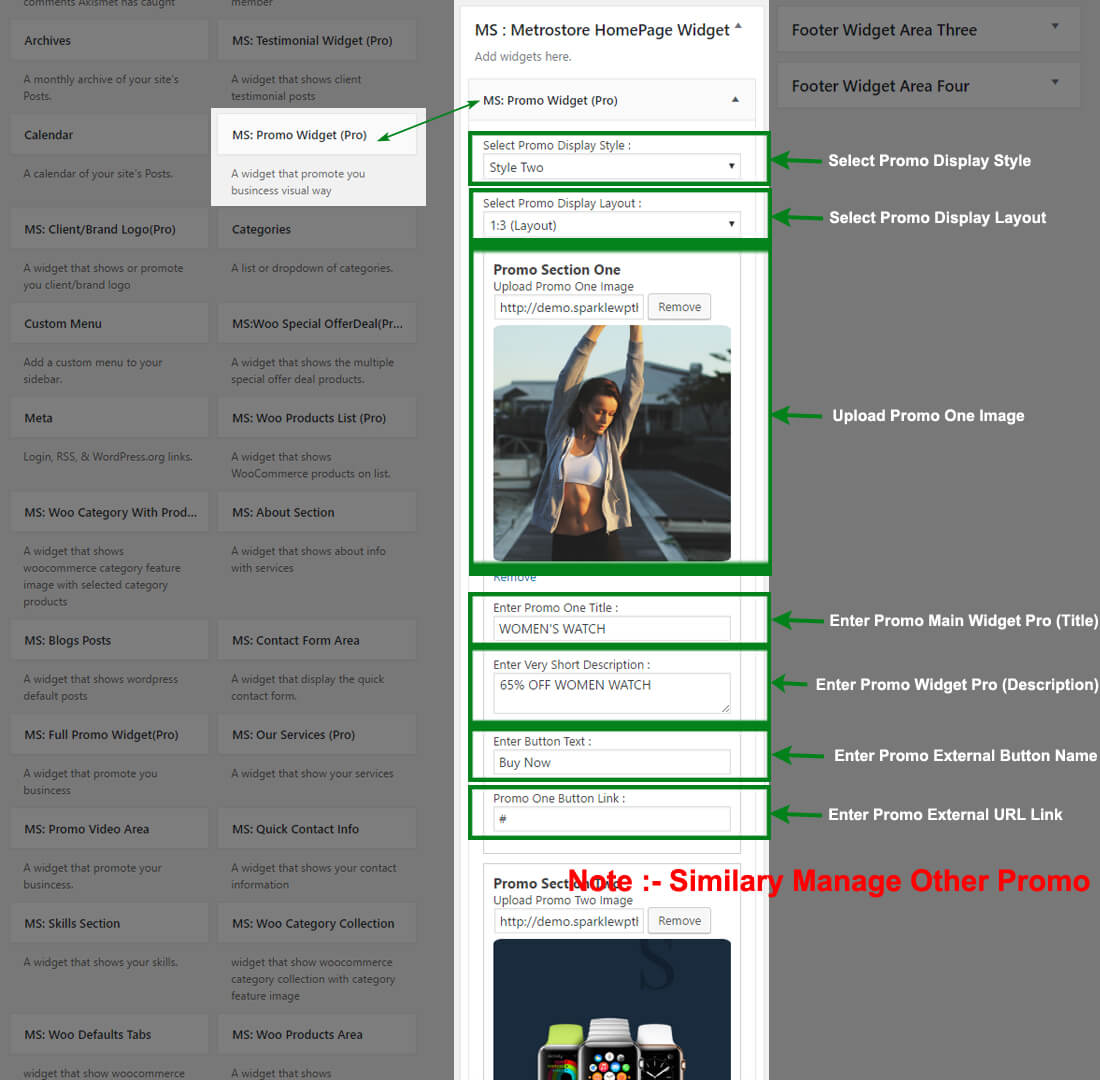 comments Akismet has caught
member
Archives
MS: Testimonial Widget (Pro)
A monthly archive of your site's
Posts.
A widget that shows client
testimonial posts
Calendar
MS: Promo Widget (Pro)
A calendar of your site's Posts.
A widget that promote you
business visual way
MS: Client/Brand Logo(Pro)
Categories
A widget that shows or promote
you client/brand logo
A list or dropdown of categories.
Custom Menu
MS:Woo Special OfferDeal(Pr...
Add a custom menu to your
sidebar.
A widget that shows the multiple
special offer deal products.
Meta
MS: Woo Products List (Pro)
Login, RSS, & WordPress.org links.
A widget that shows
WooCommerce products on list.
MS: Woo Category With Prod...
MS: About Section
A widget that shows
woocommerce category feature
image with selected category
products
A widget that shows about info
with services
MS: Blogs Posts
MS: Contact Form Area
A widget that shows wordpress
default posts
A widget that display the quick
contact form.
MS: Full Promo Widget(Pro)
MS: Our Services (Pro)
A widget that promote you
business
A widget that show your services
MS: Promo Video Area
MS: Quick Contact Info
A widget that promote your
business.
A widget that shows your contact
information
MS: Skills Section
MS: Woo Category Collection
A widget that shows your skills.
widget that show woocommerce
category collection with category
feature image
MS: Woo Defaults Tabs
MS: Woo Products Area
widget that show woocommerce
A widget that shows
MS : Metrostore HomePage Widget
Add widgets here.
MS: Promo Widget (Pro)
Select Promo Display Style :
Style Two
Select Promo Display Layout :
1:3 (Layout)
Promo Section One
Upload Promo One Image
http://demo.sparklewpth
Remove
Remove
Enter Promo One Title :
WOMEN'S WATCH
Enter Very Short Description :
65% OFF WOMEN WATCH
Enter Button Text :
Buy Now
Promo One Button Link :
#
Promo Section Two
Upload Promo Two Image
http://demo.sparklewpth
Remove
S
Footer Widget Area Three
Footer Widget Area Four
Select Promo Display Style
Select Promo Display Layout
Upload Promo One Image
Enter Promo Main Widget Pro (Title)
Enter Promo Widget Pro (Description)
Enter Promo External Button Name
Enter Promo External URL Link
Note :- Similary Manage Other Promo